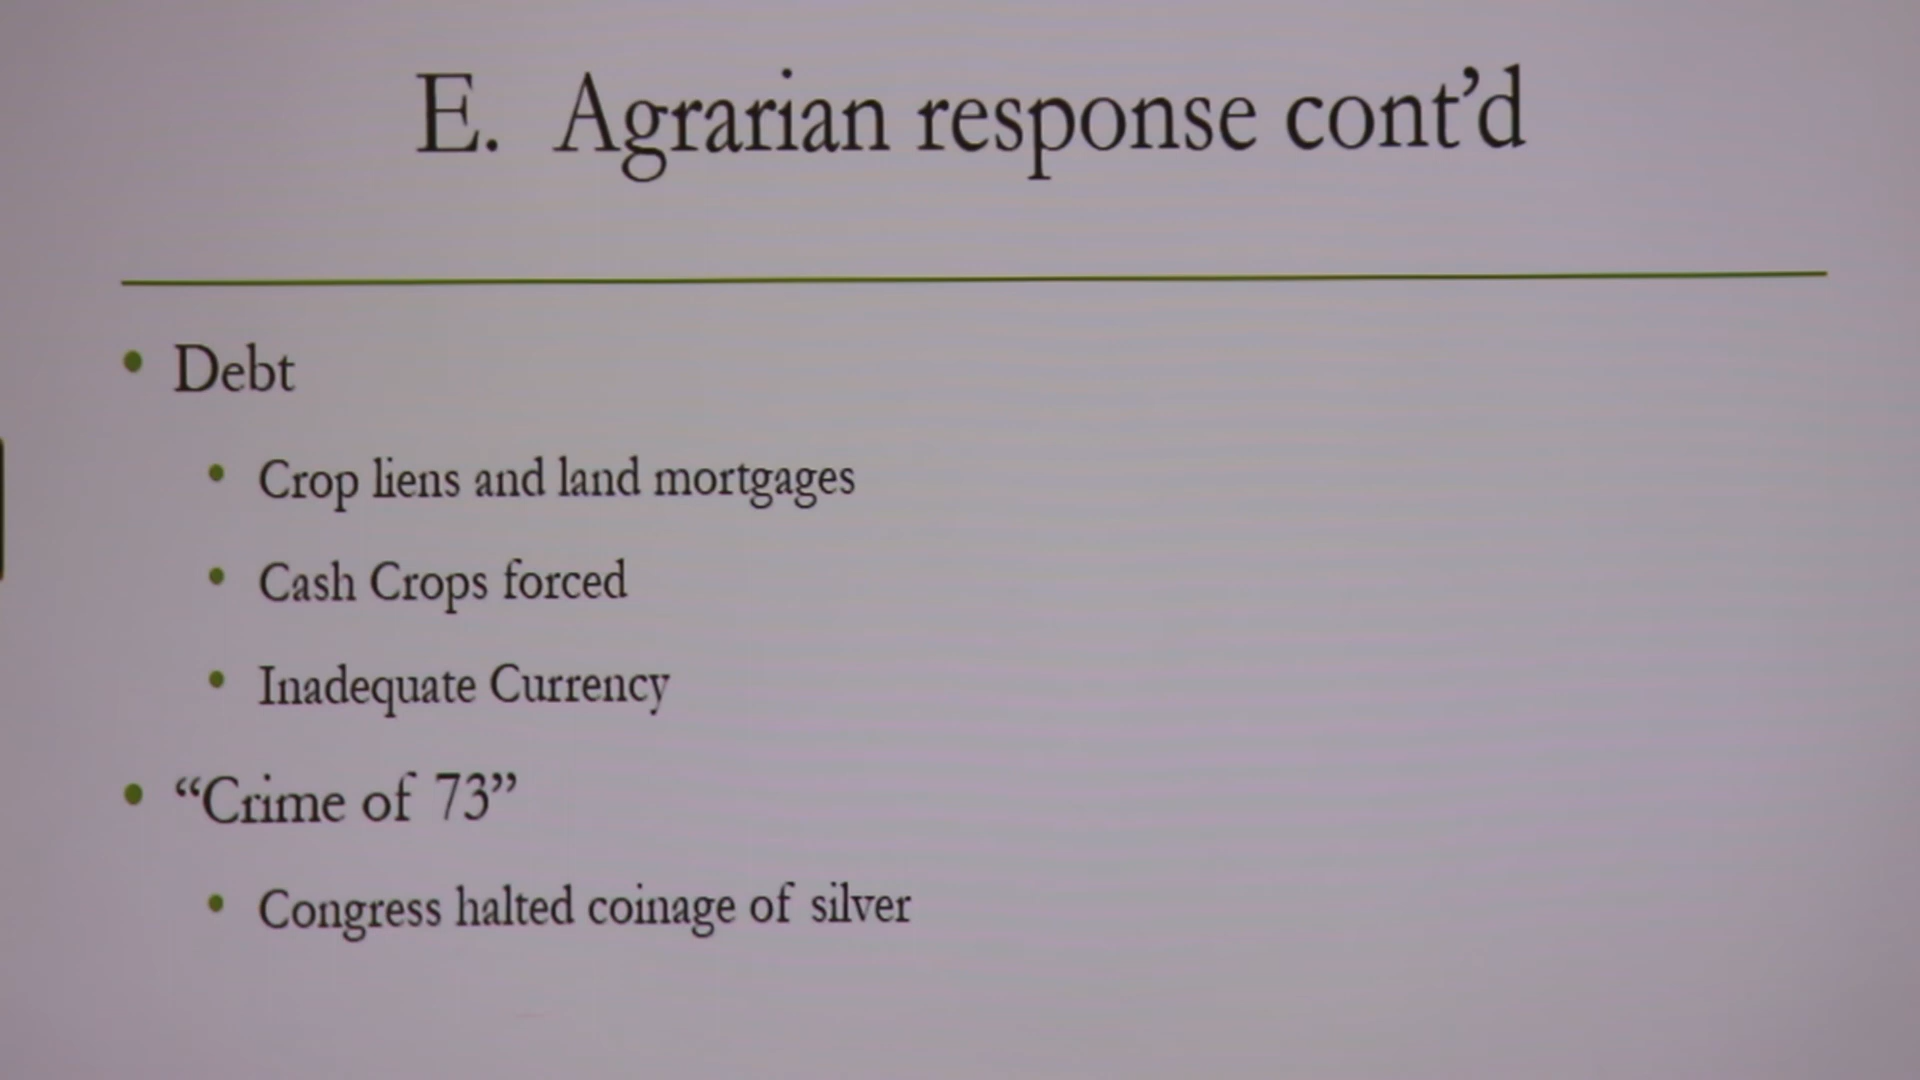 E. Agrarian response cont’d
• Debt
• Crop liens and land mortgages
• Cash Crops forced
• Inadequate Currency
• “Crime of 73”
• Congress halted coinage of silver